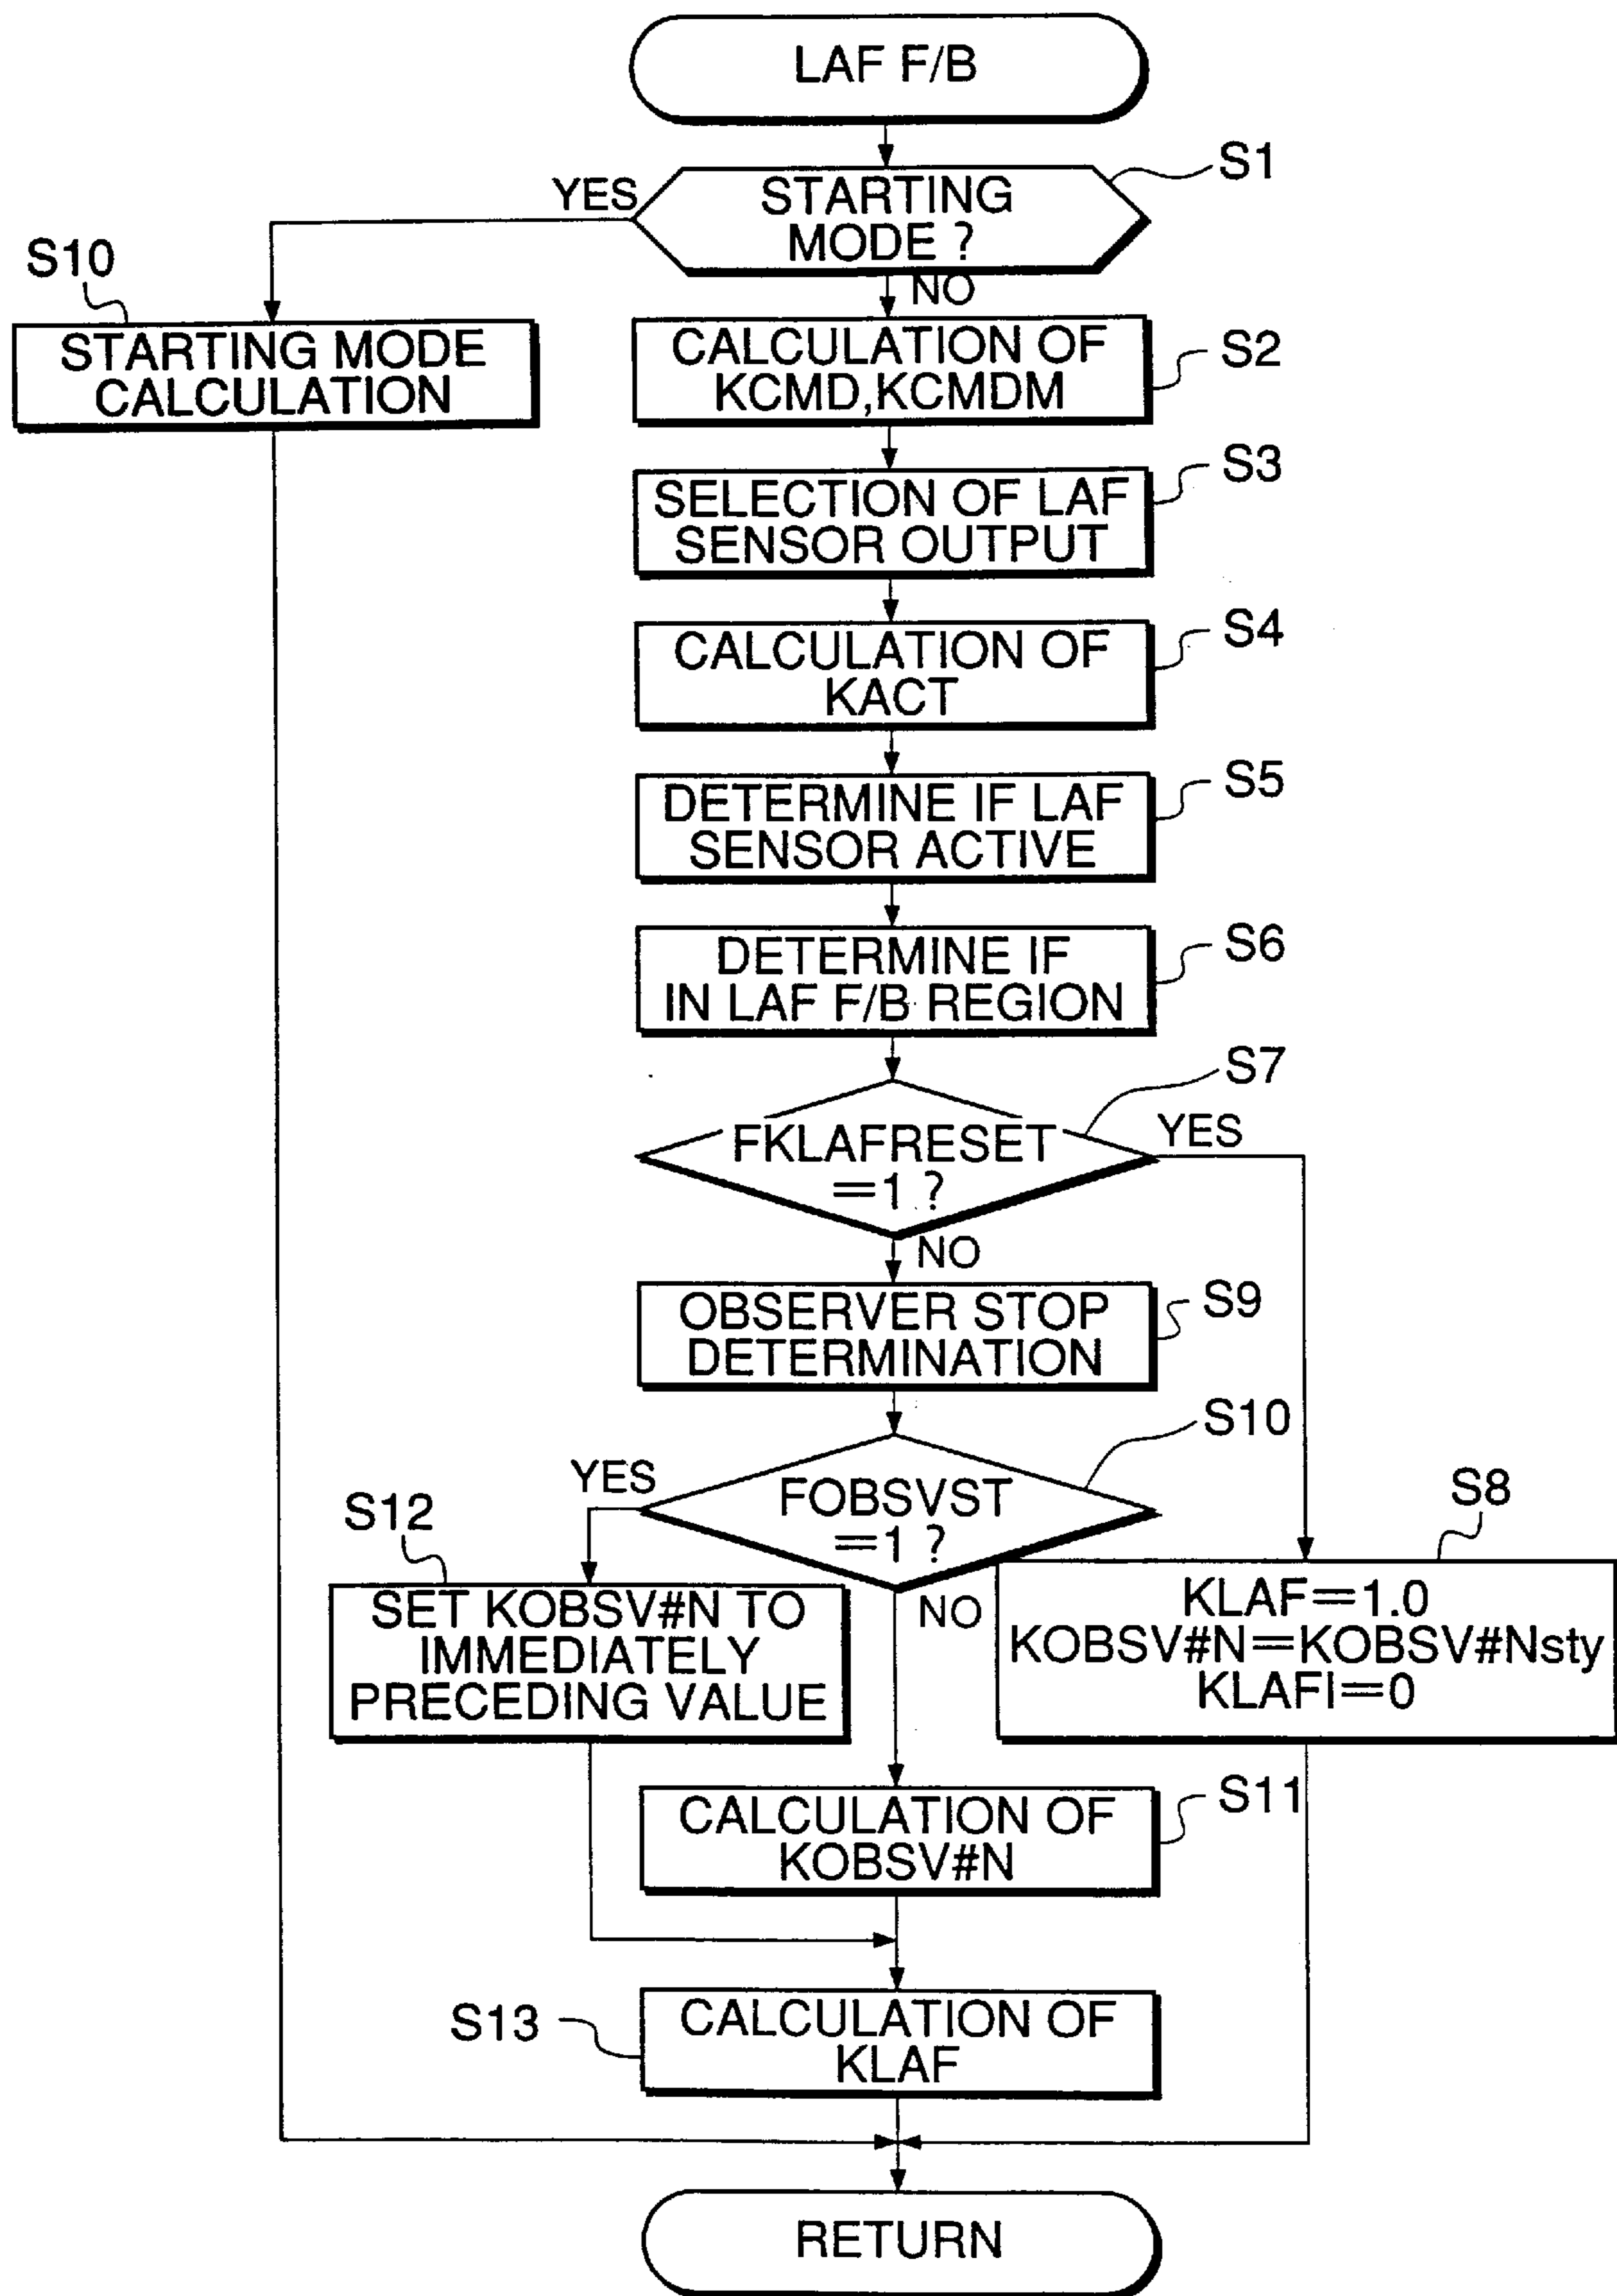 LAF F/B
S1
YES
STARTING
MODE ?
NO
S10
STARTING MODE
CALCULATION
CALCULATION OF
KCMD,KCMDM
S2
SELECTION OF LAF
SENSOR OUTPUT
S3
CALCULATION OF
KACT
S4
DETERMINE IF LAF
SENSOR ACTIVE
S5
DETERMINE IF
IN LAF F/B REGION
S6
S7
FKLAFRESET
=1 ?
YES
NO
OBSERVER STOP
DETERMINATION
S9
S10
YES
FOBSVST
=1 ?
NO
S12
SET KOBSV#N TO
IMMEDIATELY
PRECEDING VALUE
S8
KLAF=1.0
KOBSV#N=KOBSV#Nsty
KLAFI=0
CALCULATION OF
KOBSV#N
S11
S13
CALCULATION OF
KLAF
RETURN